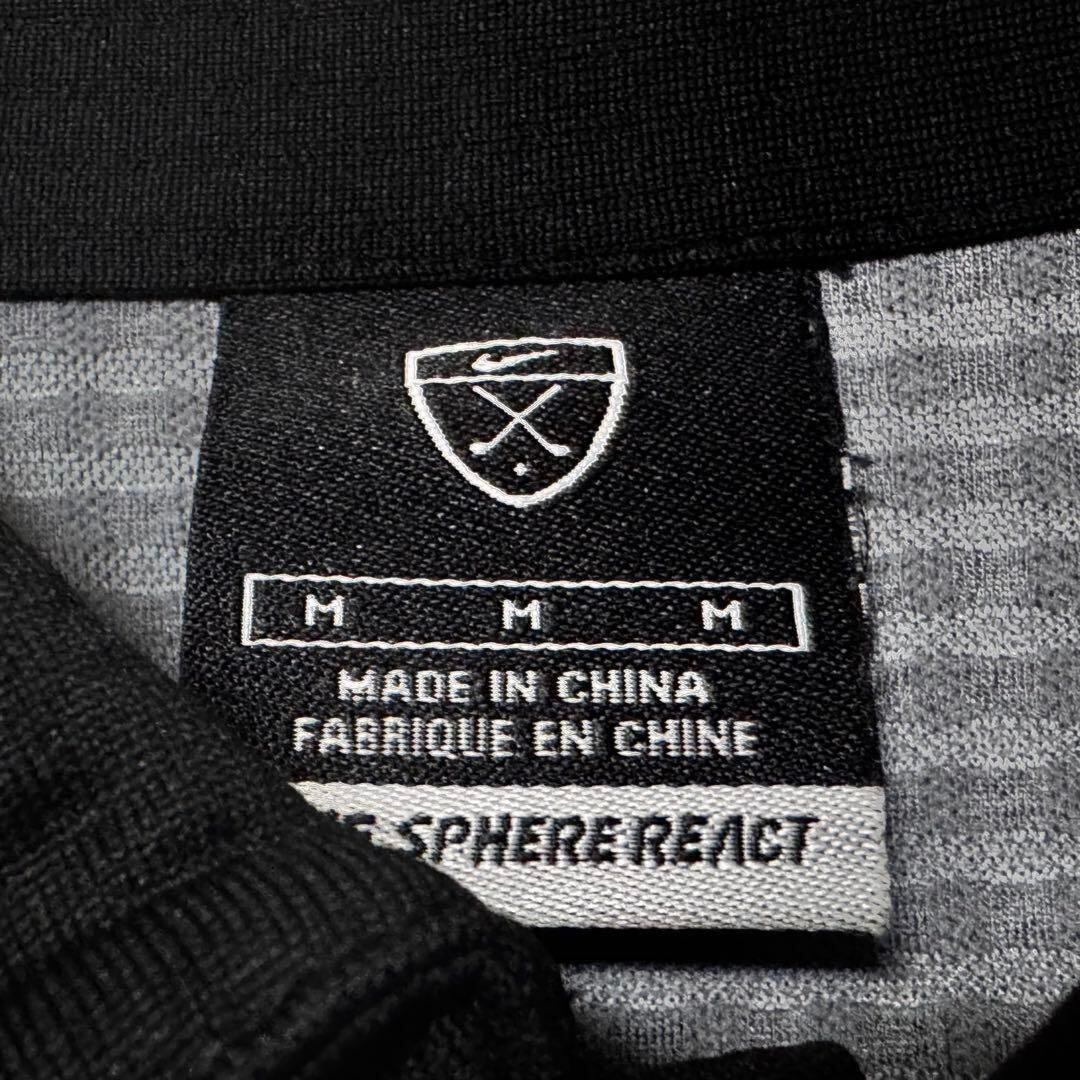 M M M
MADE IN CHINA
FABRIQUE EN CHINE
SPHERE REACT